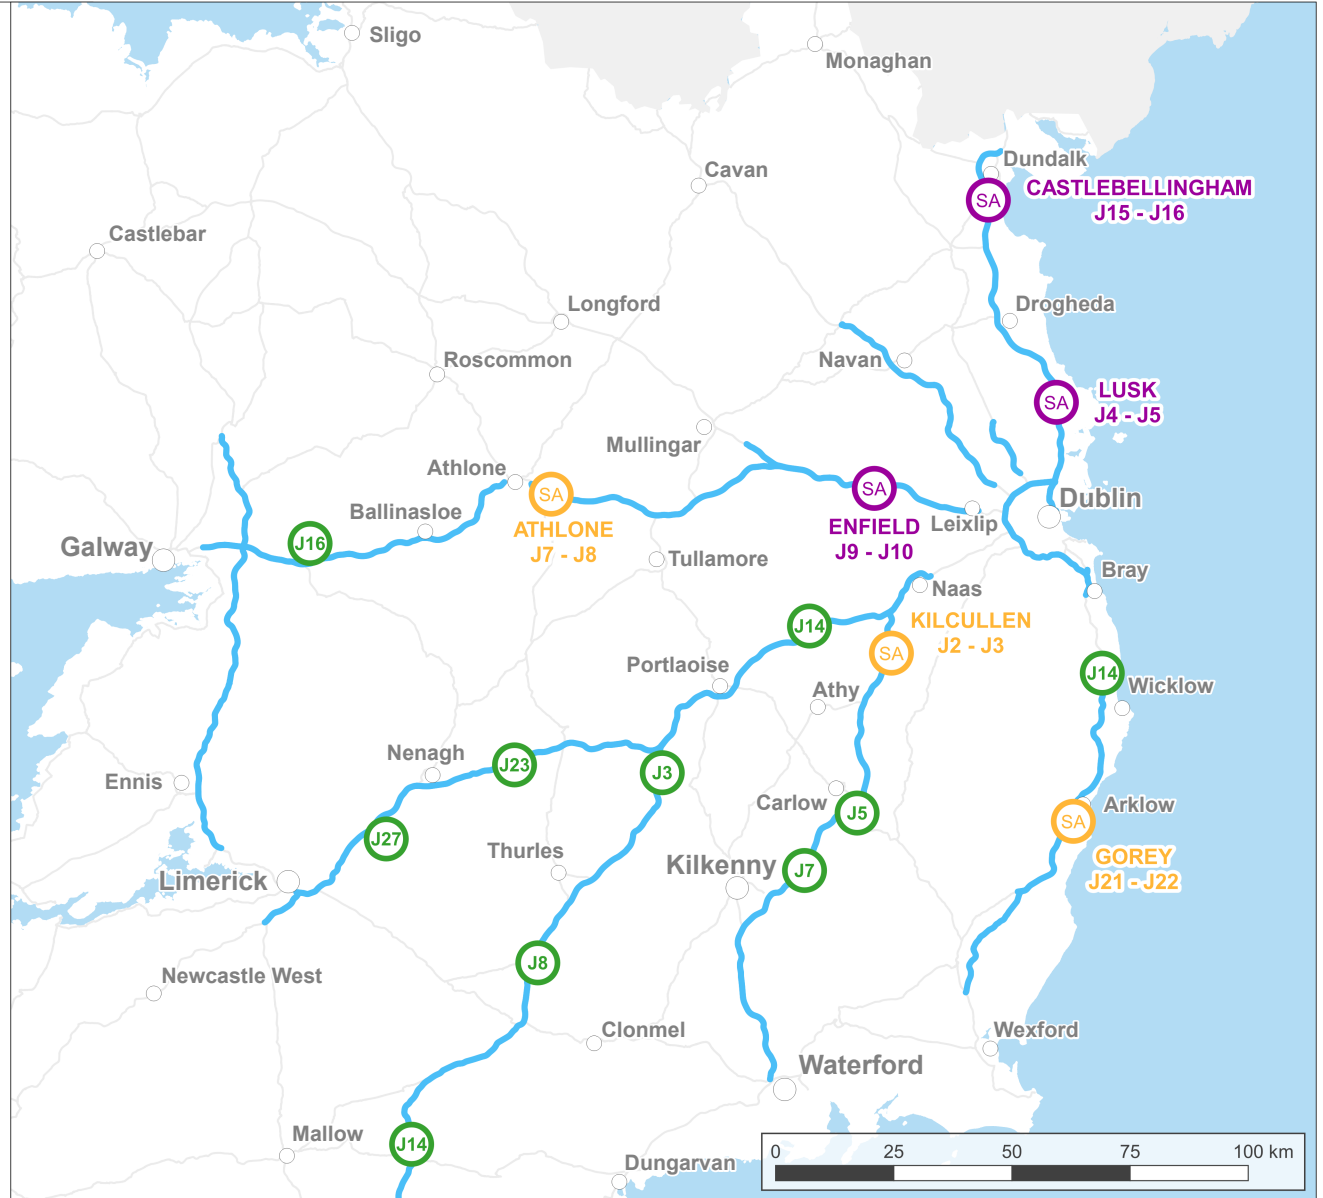 Sligo
Monaghan
Dundalk
Cavan
SA
CASTLEBELLINGHAM
J15 - J16
Castlebar
Longford
Drogheda
Roscommon
Navan
SA
LUSK
J4 - J5
Mullingar
Athlone
SA
ATHLONE
J7 - J8
SA
ENFIELD
J9 - J10
Leixlip
Dublin
Ballinasloe
Galway
J16
Tullamore
Bray
Naas
J14
KILCULLEN
J2 - J3
SA
Portlaoise
Athy
J14
Wicklow
Nenagh
J23
J3
Ennis
Carlow
J5
Arklow
SA
GOREY
J21 - J22
J27
Thurles
Limerick
Kilkenny
J7
J8
Newcastle West
Clonmel
Wexford
Waterford
Mallow
J14
Dungarvan
0 25 50 75 100 km